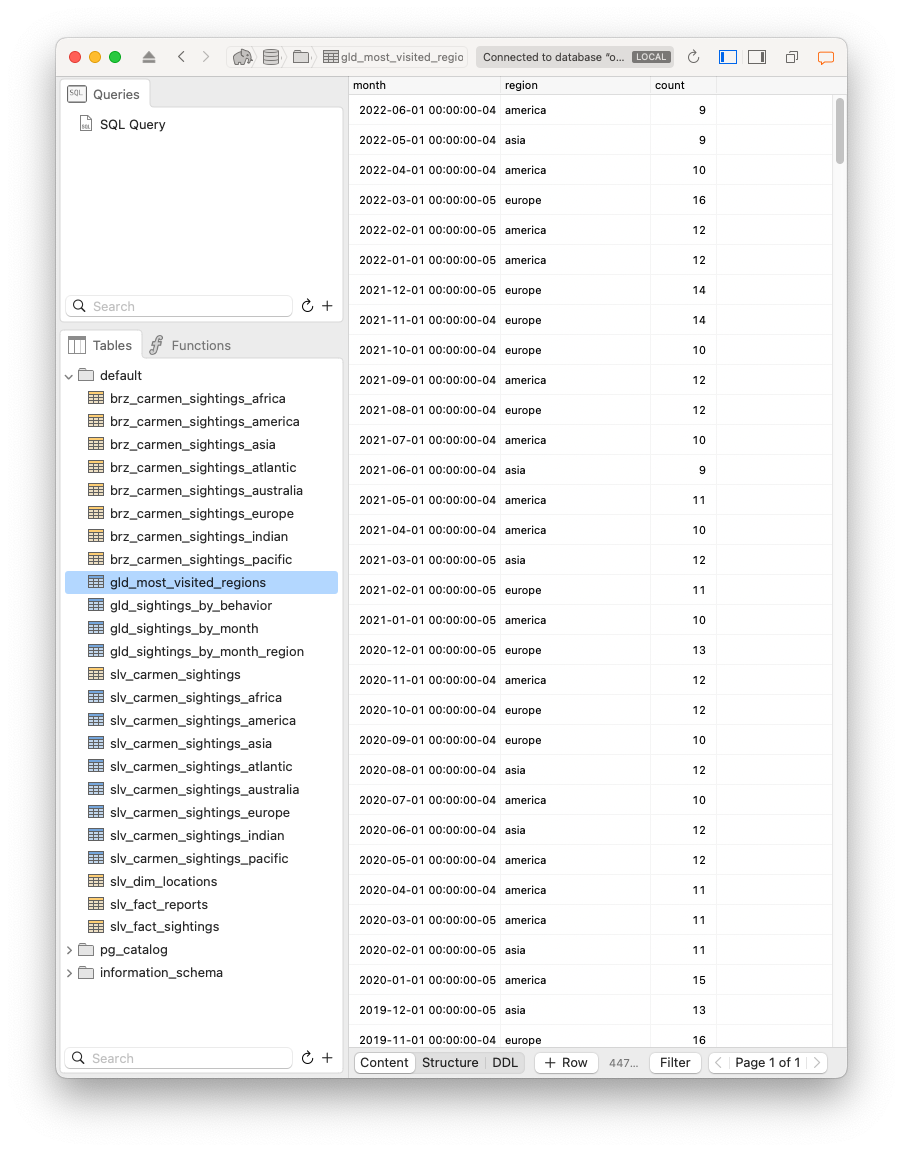 gld_most_visited_regio
Connected to database “o... LOCAL
SQL Queries
SQL Query
Search
Tables Functions
default
brz_carmen_sightings_africa
brz_carmen_sightings_america
brz_carmen_sightings_asia
brz_carmen_sightings_atlantic
brz_carmen_sightings_australia
brz_carmen_sightings_europe
brz_carmen_sightings_indian
brz_carmen_sightings_pacific
gld_most_visited_regions
gld_sightings_by_behavior
gld_sightings_by_month
gld_sightings_by_month_region
slv_carmen_sightings
slv_carmen_sightings_africa
slv_carmen_sightings_america
slv_carmen_sightings_asia
slv_carmen_sightings_atlantic
slv_carmen_sightings_australia
slv_carmen_sightings_europe
slv_carmen_sightings_indian
slv_carmen_sightings_pacific
slv_dim_locations
slv_fact_reports
slv_fact_sightings
pg_catalog
information_schema
Search
month region count
2022-06-01 00:00:00-04 america 9
2022-05-01 00:00:00-04 asia 9
2022-04-01 00:00:00-04 america 10
2022-03-01 00:00:00-05 europe 16
2022-02-01 00:00:00-05 america 12
2022-01-01 00:00:00-05 america 12
2021-12-01 00:00:00-05 europe 14
2021-11-01 00:00:00-04 europe 14
2021-10-01 00:00:00-04 europe 10
2021-09-01 00:00:00-04 america 12
2021-08-01 00:00:00-04 europe 12
2021-07-01 00:00:00-04 america 10
2021-06-01 00:00:00-04 asia 9
2021-05-01 00:00:00-04 america 11
2021-04-01 00:00:00-04 america 10
2021-03-01 00:00:00-05 asia 12
2021-02-01 00:00:00-05 europe 11
2021-01-01 00:00:00-05 america 10
2020-12-01 00:00:00-05 europe 13
2020-11-01 00:00:00-04 america 12
2020-10-01 00:00:00-04 europe 12
2020-09-01 00:00:00-04 europe 10
2020-08-01 00:00:00-04 asia 12
2020-07-01 00:00:00-04 america 10
2020-06-01 00:00:00-04 asia 12
2020-05-01 00:00:00-04 america 12
2020-04-01 00:00:00-04 america 11
2020-03-01 00:00:00-05 america 11
2020-02-01 00:00:00-05 asia 11
2020-01-01 00:00:00-05 america 15
2019-12-01 00:00:00-05 asia 13
2019-11-01 00:00:00-04 europe 16
Content Structure DDL + Row 447... Filter Page 1 of 1